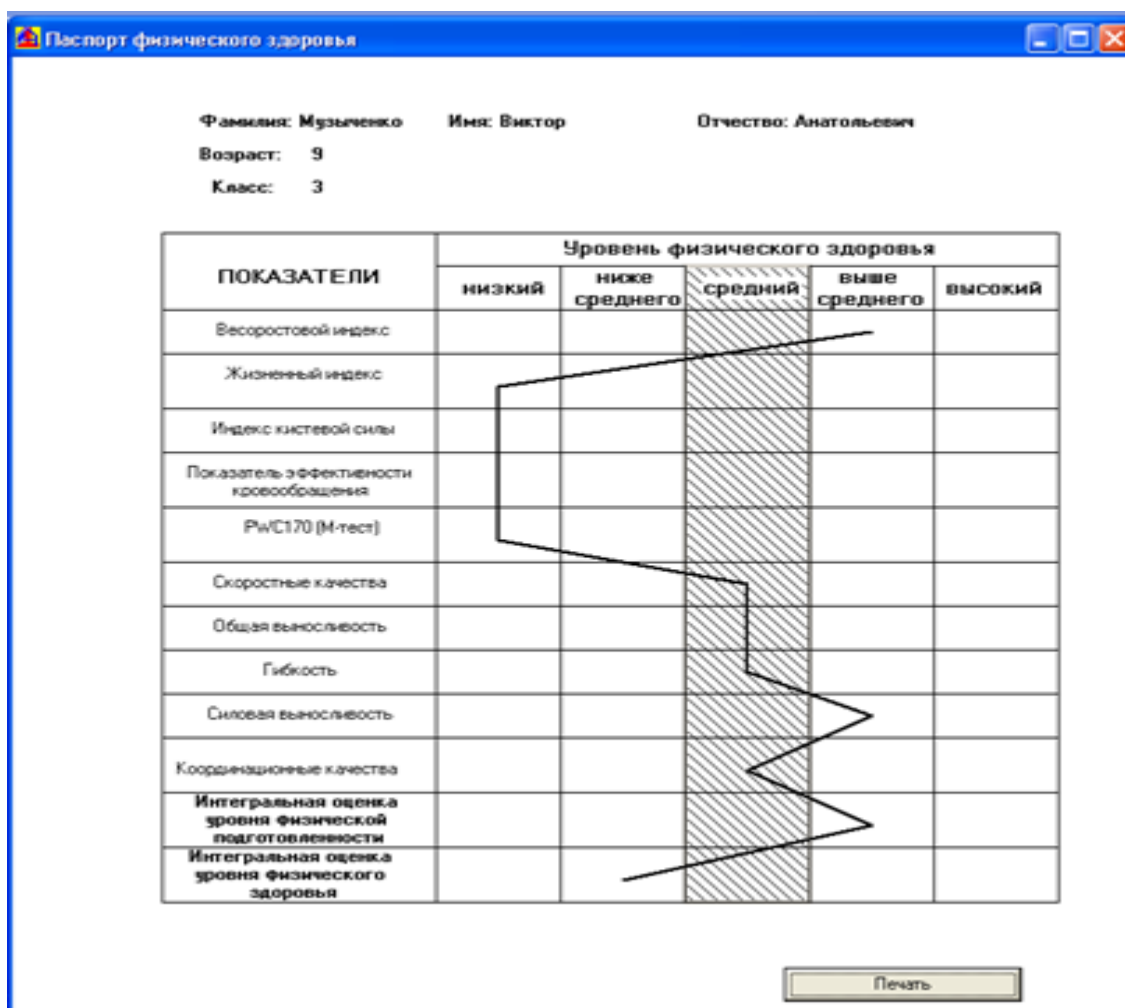 Паспорт физического здоровья
Фамилия: Музыченко Имя: Виктор Отчество: Анатольевич
Возраст: 9
Класс: 3
ПОКАЗАТЕЛИ
Уровень физического здоровья
низкий
ниже
среднего
средний
выше
среднего
высокий
Весоростовой индекс
Жизненный индекс
Индекс кистевой силы
Показатель эффективности
кровообращения
PWC170 (М-тест)
Скоростные качества
Общая выносливость
Гибкость
Силовая выносливость
Координационные качества
Интегральная оценка
уровня физической
подготовленности
Интегральная оценка
уровня физического
здоровья
Печать